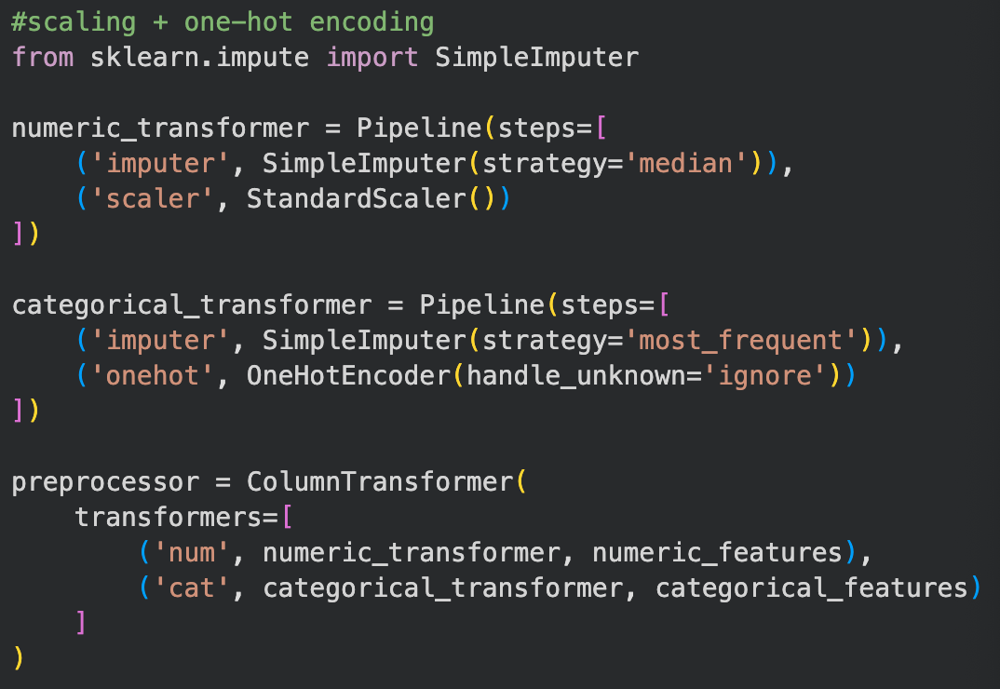 #scaling + one-hot encoding
from sklearn.impute import SimpleImputer

numeric_transformer = Pipeline(steps=[
    ('imputer', SimpleImputer(strategy='median')),
    ('scaler', StandardScaler())
])

categorical_transformer = Pipeline(steps=[
    ('imputer', SimpleImputer(strategy='most_frequent')),
    ('onehot', OneHotEncoder(handle_unknown='ignore'))
])

preprocessor = ColumnTransformer(
    transformers=[
        ('num', numeric_transformer, numeric_features),
        ('cat', categorical_transformer, categorical_features)
    ]
)